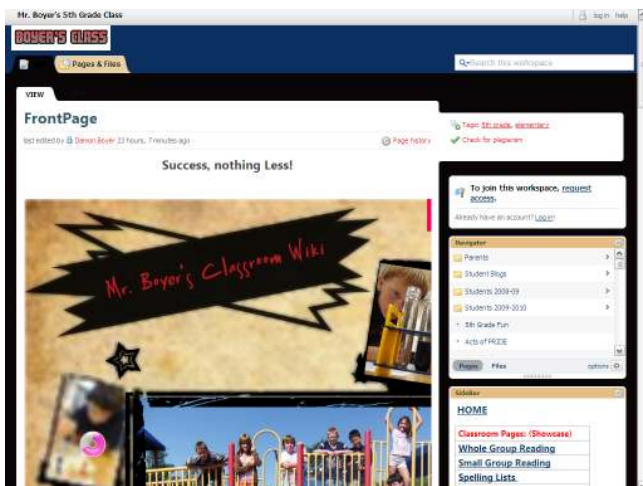 Mr. Boyer's 5th Grade Class
log in help
BOYER'S CLASS
Pages & Files
Search this workspace
VIEW
FrontPage
last edited by Damon Boyer 23 hours, 7 minutes ago
Page history
Success, nothing Less!
Mr. Boyer's Classroom Wiki
Tags: 5th grade, elementary
Check for plagiarism
To join this workspace, request
access.
Already have an account? Log in!
Navigator
Parents
Student Blogs
Students 2008-09
Students 2009-2010
5th Grade Fun
Acts of PRIDE
Pages Files options
SideBar
HOME
Classroom Pages: (Showcase)
Whole Group Reading
Small Group Reading
Spelling Lists